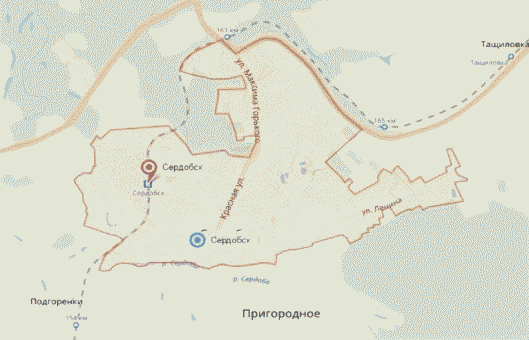 161 км
Тащиловка
Тащиловка
ул. Максима Горького
165 км
Сердобск
Сердобск
Красная ул.
ул. Ленина
Сердобск
р. Сердоба
р. Сердоба
Подгоренки
154 км
Пригородное